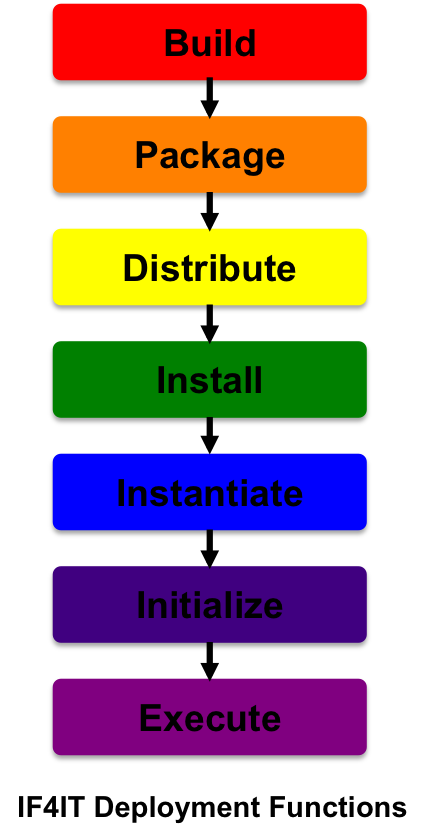 Build
Package
Distribute
Install
Instantiate
Initialize
Execute
IF4IT Deployment Functions